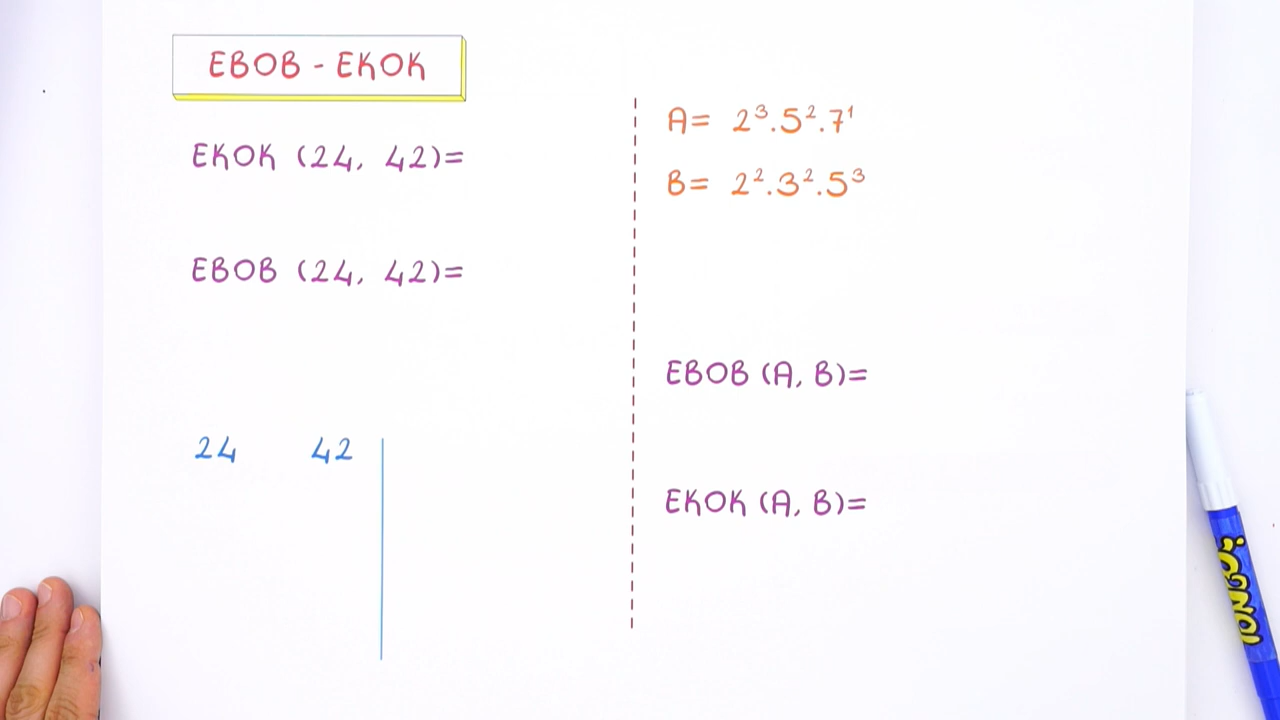 EBOB - EKOK
EKOK (24, 42)=
EBOB (24, 42)=
24 42
A= 2³.5².7¹
B= 2².3².5³
EBOB (A, B)=
EKOK (A, B)=